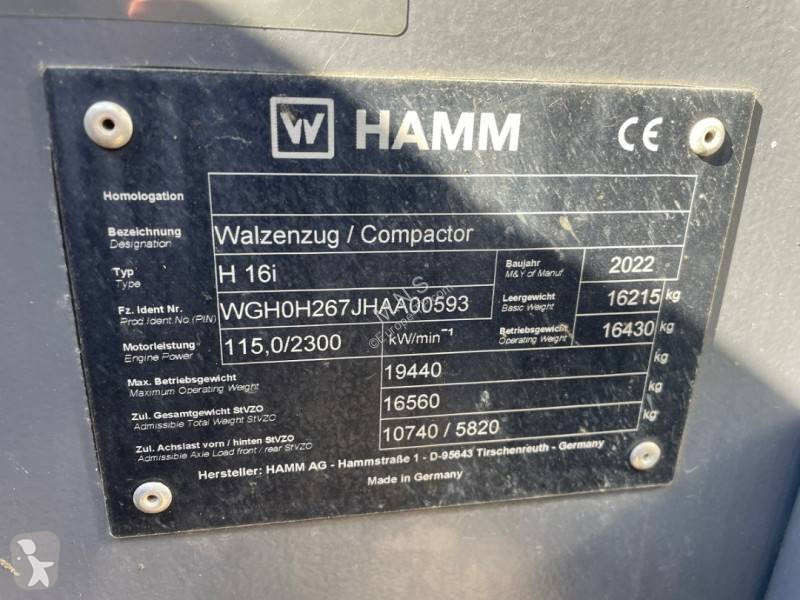 W HAMM CE
Homologation
Bezeichnung
Designation
Walzenzug / Compactor
Typ
Type
H 16i
Baujahr
M&Y of Manuf
2022
Fz. Ident Nr.
Prod.Ident.No.(PIN)
WGH0H267JHAA00593
Leergewicht
Basic Weight
16215 kg
Motorleistung
Engine Power
115,0/2300
kW/min⁻¹
Betriebsgewicht
Operating Weight
16430 kg
Max. Betriebsgewicht
Maximum Operating Weight
19440 kg
Zul. Gesamtgewicht StVZO
Admissible Total Weight StVZO
16560 kg
Zul. Achslast vorn / hinten StVZO
Admissible Axle Load front / rear StVZO
10740 / 5820 kg
Hersteller: HAMM AG - Hammstraße 1 - D-95643 Tirschenreuth - Germany
Made in Germany